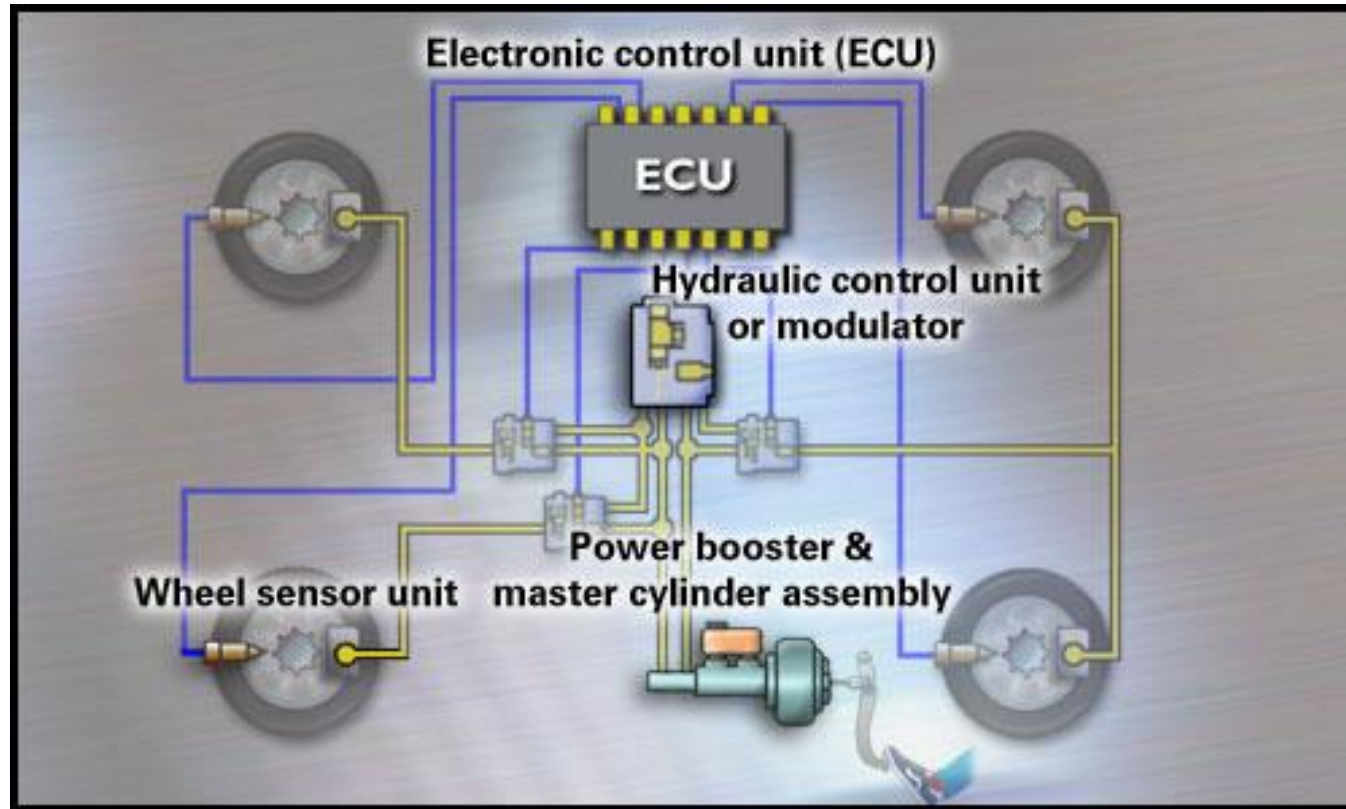 Electronic control unit (ECU)
ECU
Hydraulic control unit
or modulator
Power booster &
master cylinder assembly
Wheel sensor unit